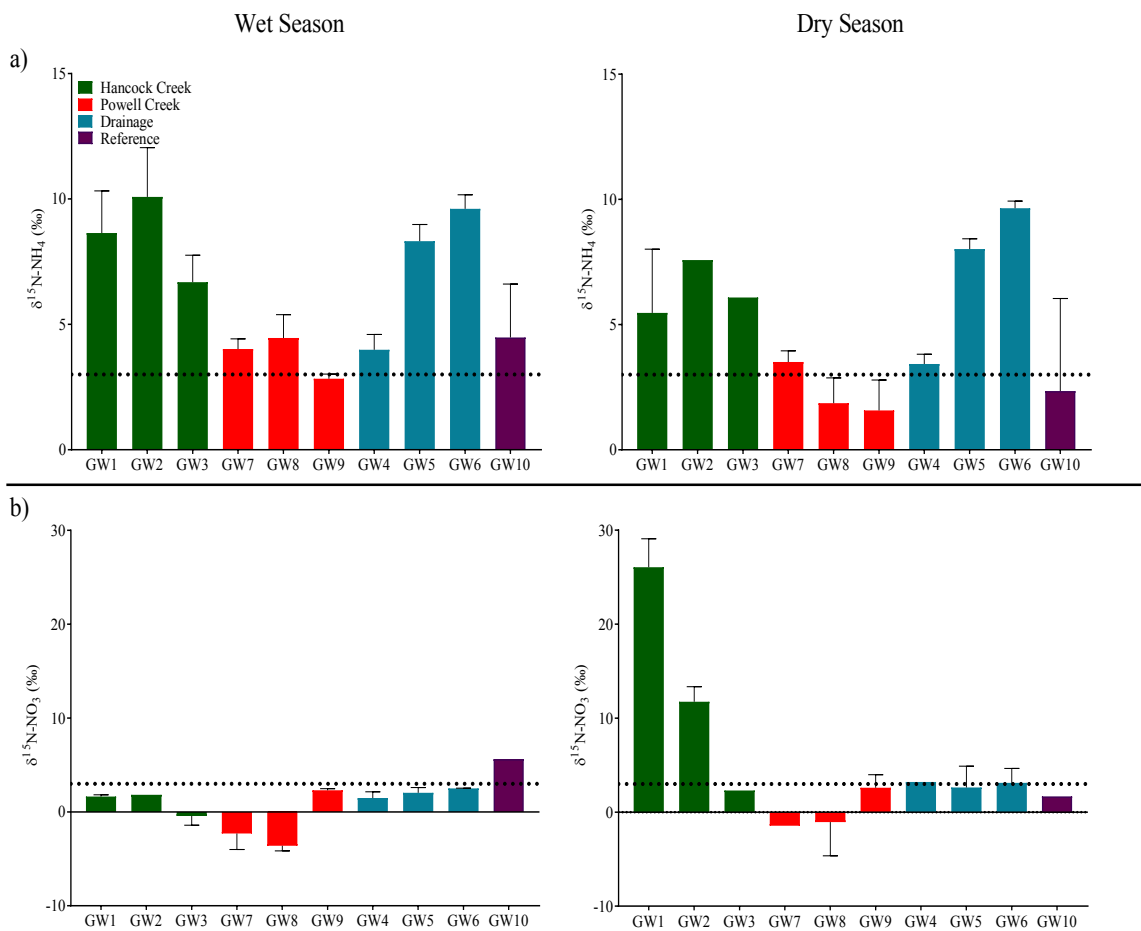 Wet Season
Dry Season
a)
15
10
5
0
δ¹⁵N-NH₄ (‰)
Hancock Creek
Powell Creek
Drainage
Reference
GW1 GW2 GW3 GW7 GW8 GW9 GW4 GW5 GW6 GW10
15
10
5
0
δ¹⁵N-NH₄ (‰)
GW1 GW2 GW3 GW7 GW8 GW9 GW4 GW5 GW6 GW10
b)
30
20
10
0
-10
δ¹⁵N-NO₃ (‰)
GW1 GW2 GW3 GW7 GW8 GW9 GW4 GW5 GW6 GW10
30
20
10
0
-10
δ¹⁵N-NO₃ (‰)
GW1 GW2 GW3 GW7 GW8 GW9 GW4 GW5 GW6 GW10